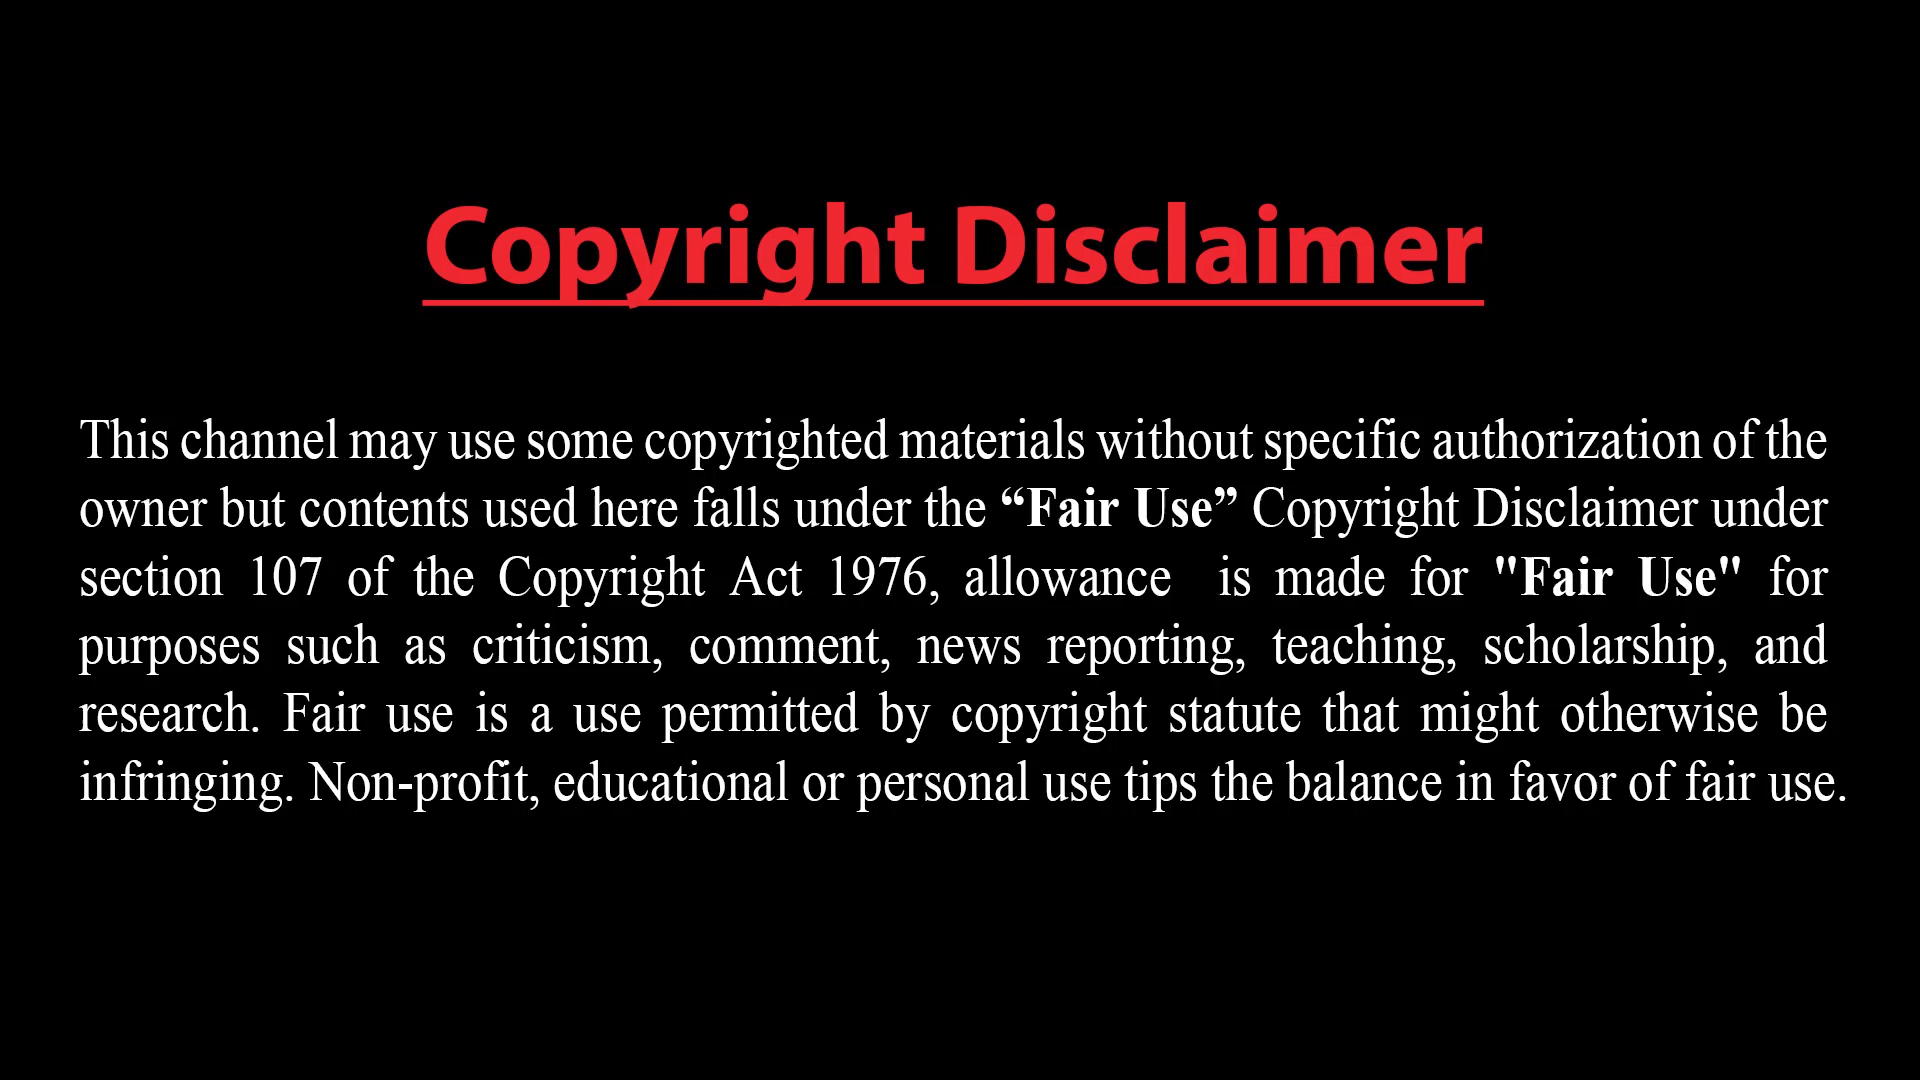 Copyright Disclaimer
This channel may use some copyrighted materials without specific authorization of the
owner but contents used here falls under the “Fair Use” Copyright Disclaimer under
section 107 of the Copyright Act 1976, allowance is made for "Fair Use" for
purposes such as criticism, comment, news reporting, teaching, scholarship, and
research. Fair use is a use permitted by copyright statute that might otherwise be
infringing. Non-profit, educational or personal use tips the balance in favor of fair use.